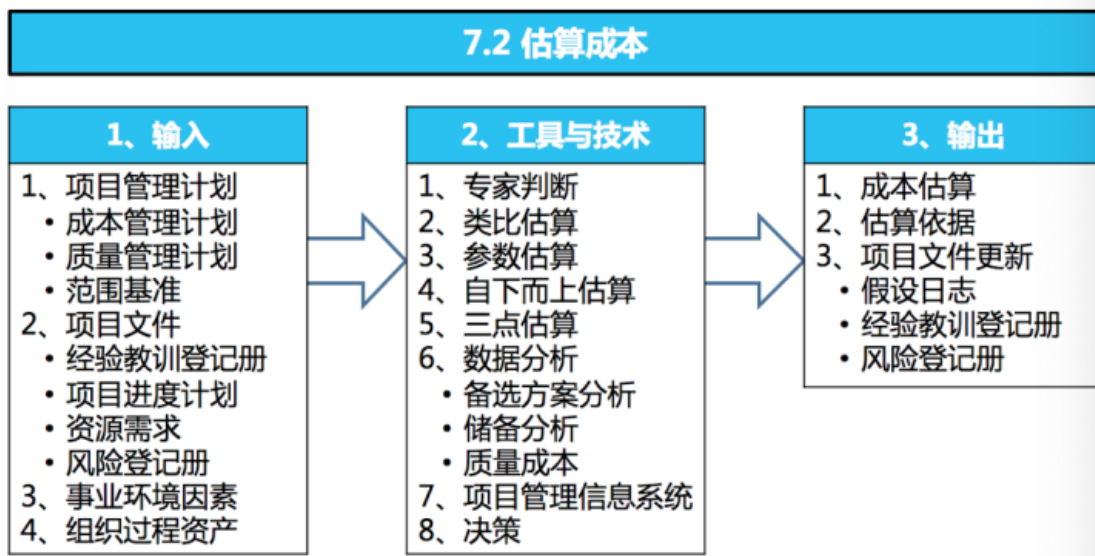 7.2 估算成本
1、输入
1、项目管理计划
• 成本管理计划
• 质量管理计划
• 范围基准
2、项目文件
• 经验教训登记册
• 项目进度计划
• 资源需求
• 风险登记册
3、事业环境因素
4、组织过程资产
2、工具与技术
1、专家判断
2、类比估算
3、参数估算
4、自下而上估算
5、三点估算
6、数据分析
• 备选方案分析
• 储备分析
• 质量成本
7、项目管理信息系统
8、决策
3、输出
1、成本估算
2、估算依据
3、项目文件更新
• 假设日志
• 经验教训登记册
• 风险登记册